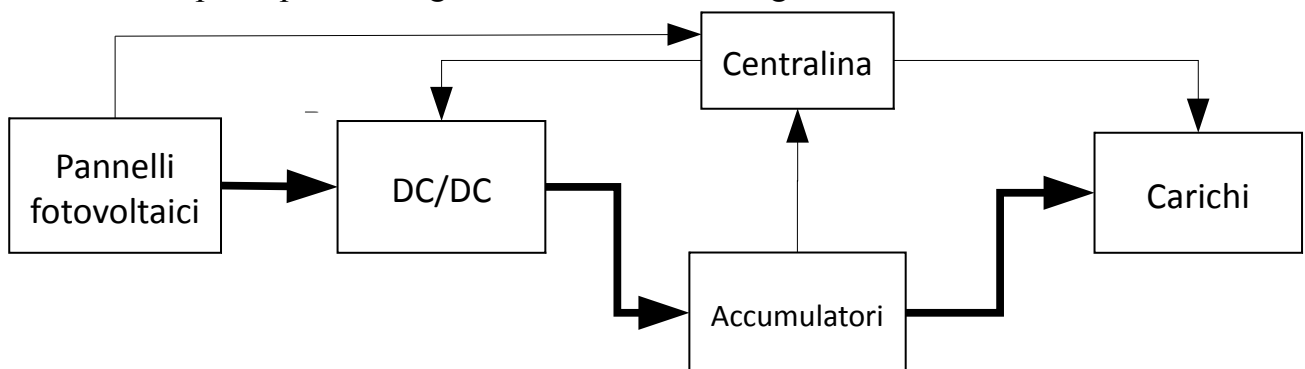 Centralina
Pannelli
fotovoltaici
DC/DC
Carichi
Accumulatori